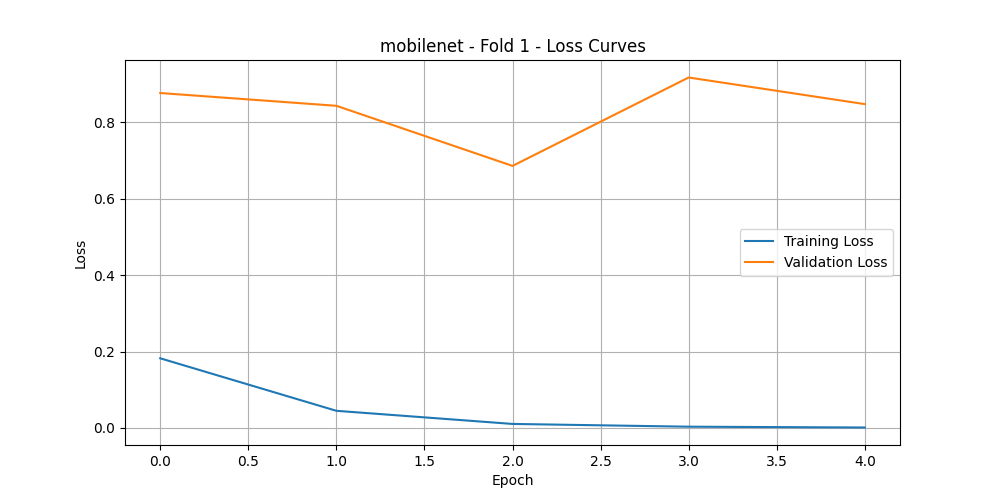 mobilenet - Fold 1 - Loss Curves
0.8
0.6
0.4
0.2
0.0
Loss
Training Loss
Validation Loss
0.0 0.5 1.0 1.5 2.0 2.5 3.0 3.5 4.0
Epoch